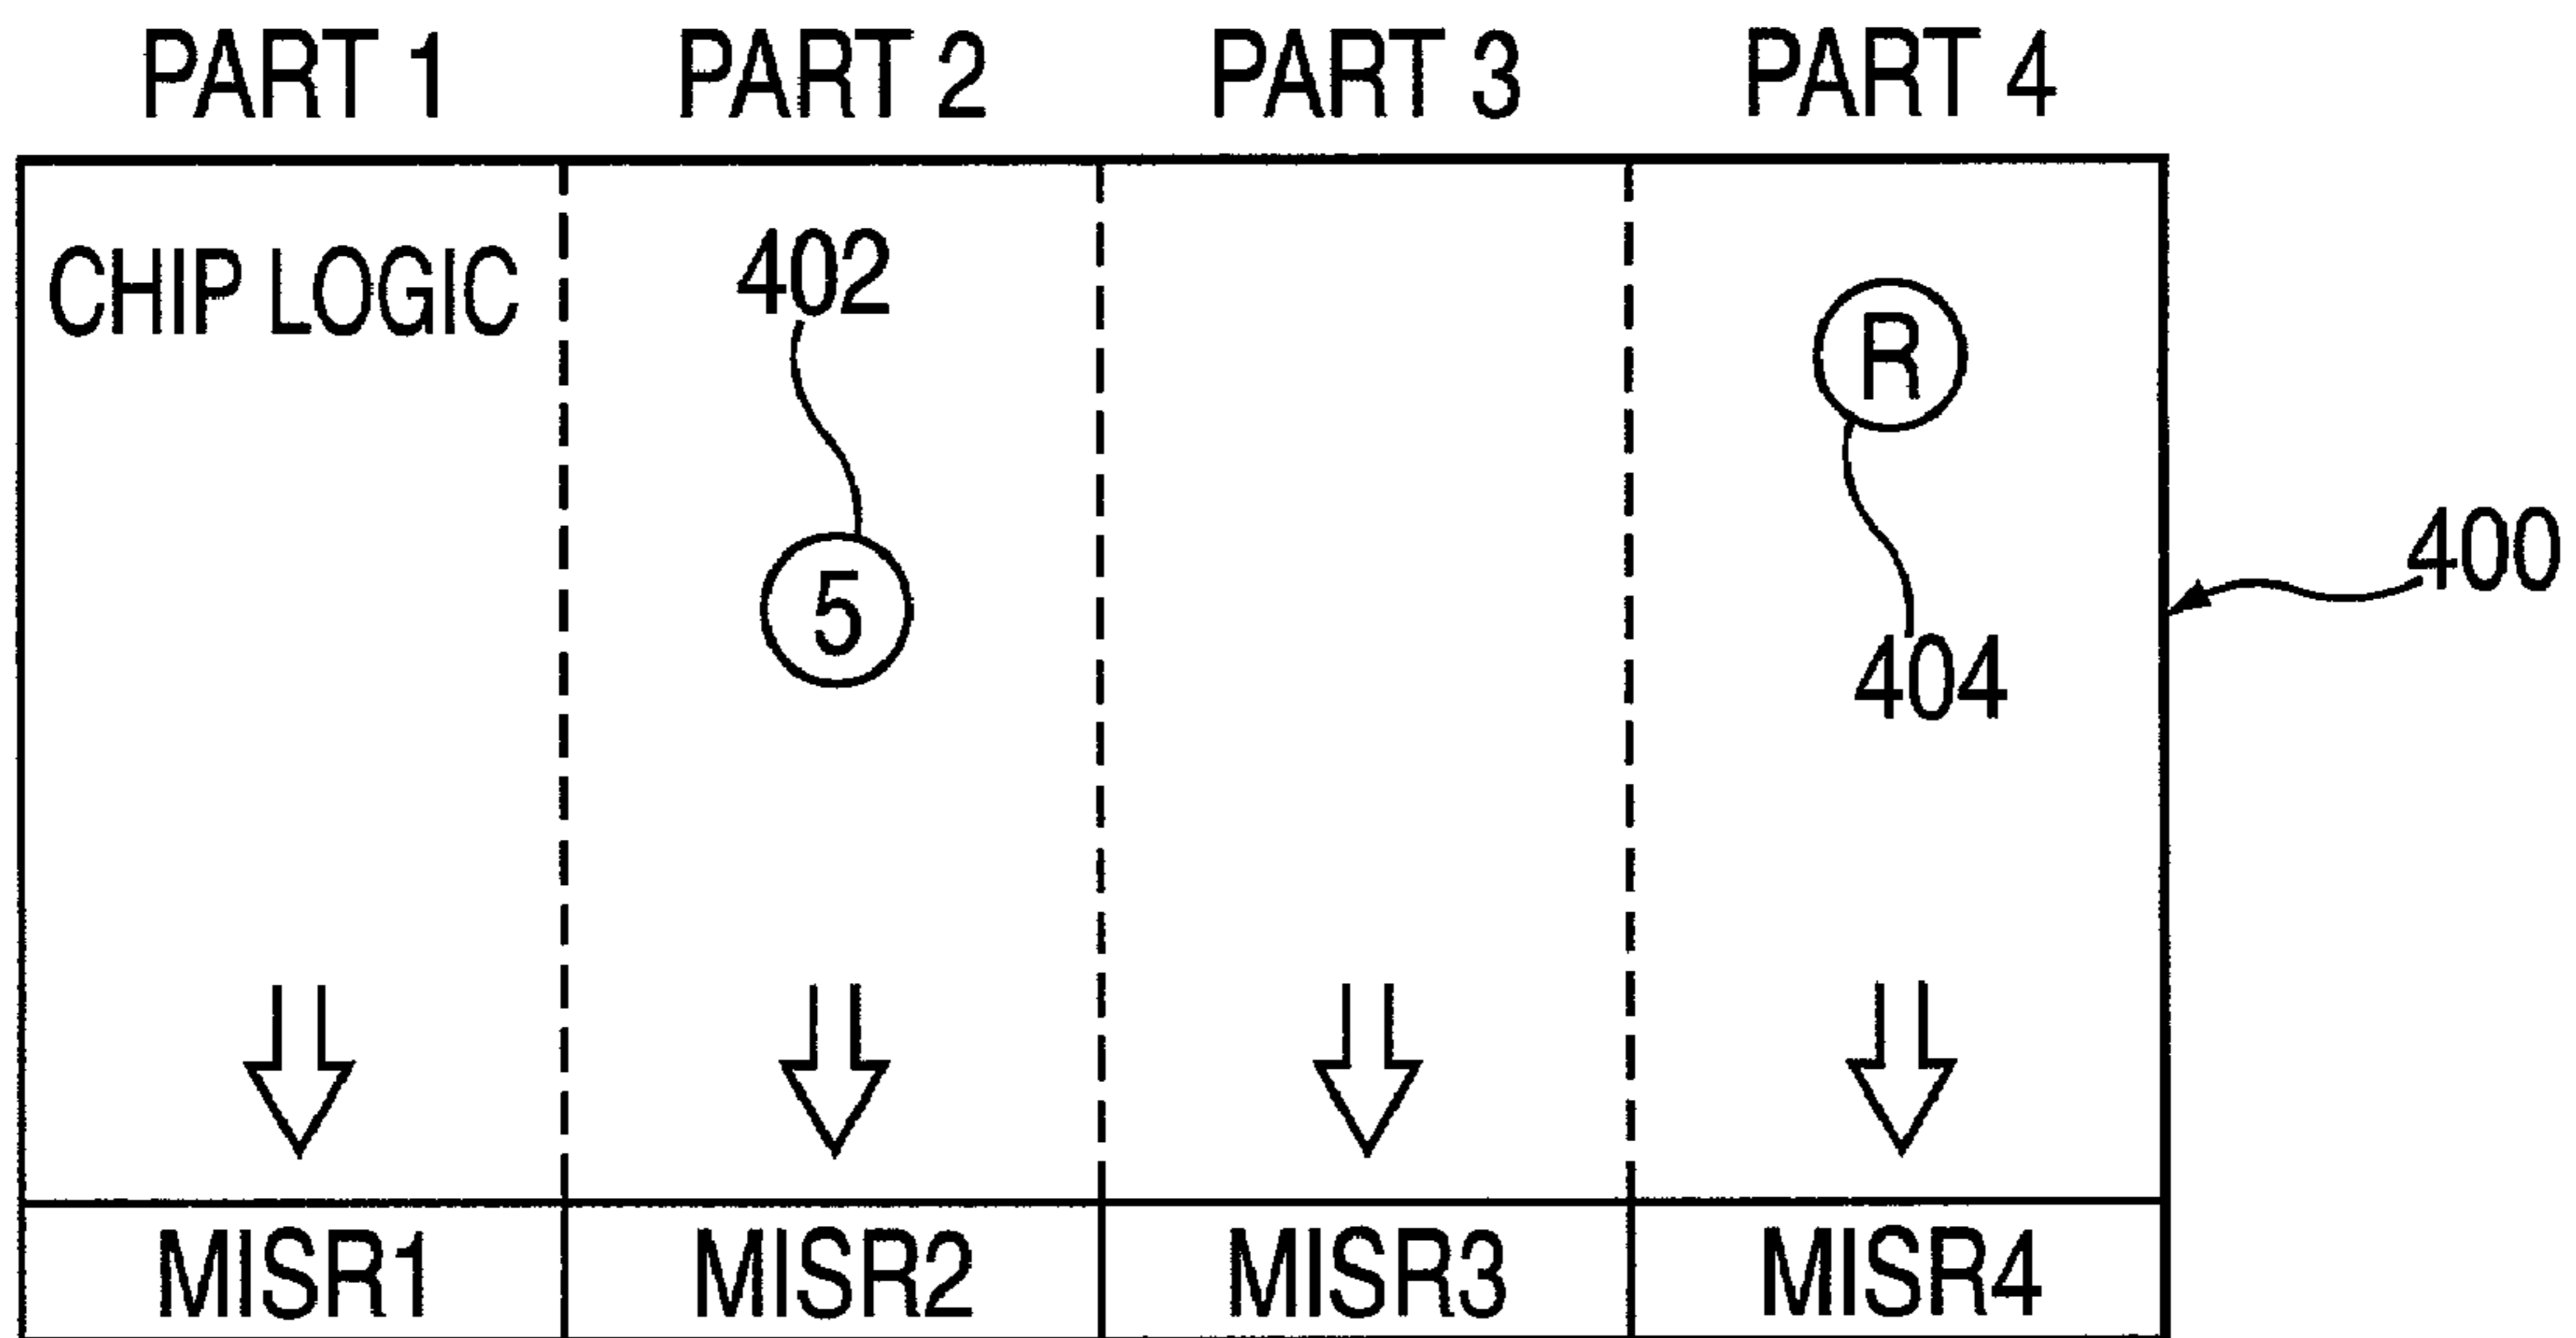 PART 1 PART 2 PART 3 PART 4
CHIP LOGIC
402
R
5
400
404
MISR1 MISR2 MISR3 MISR4